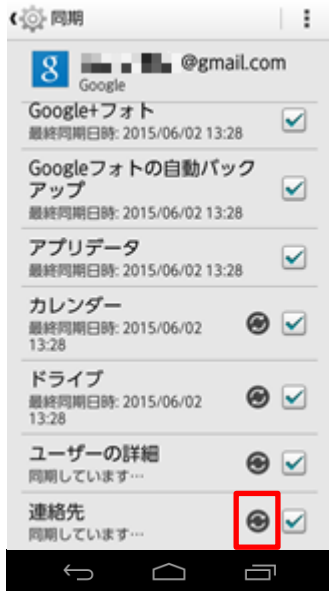 同期
@gmail.com
Google
Google+フォト
最終同期日時: 2015/06/02 13:28
Googleフォトの自動バック
アップ
最終同期日時: 2015/06/02 13:28
アプリデータ
最終同期日時: 2015/06/02 13:28
カレンダー
最終同期日時: 2015/06/02
13:28
ドライブ
最終同期日時: 2015/06/02
13:28
ユーザーの詳細
同期しています…
連絡先
同期しています…